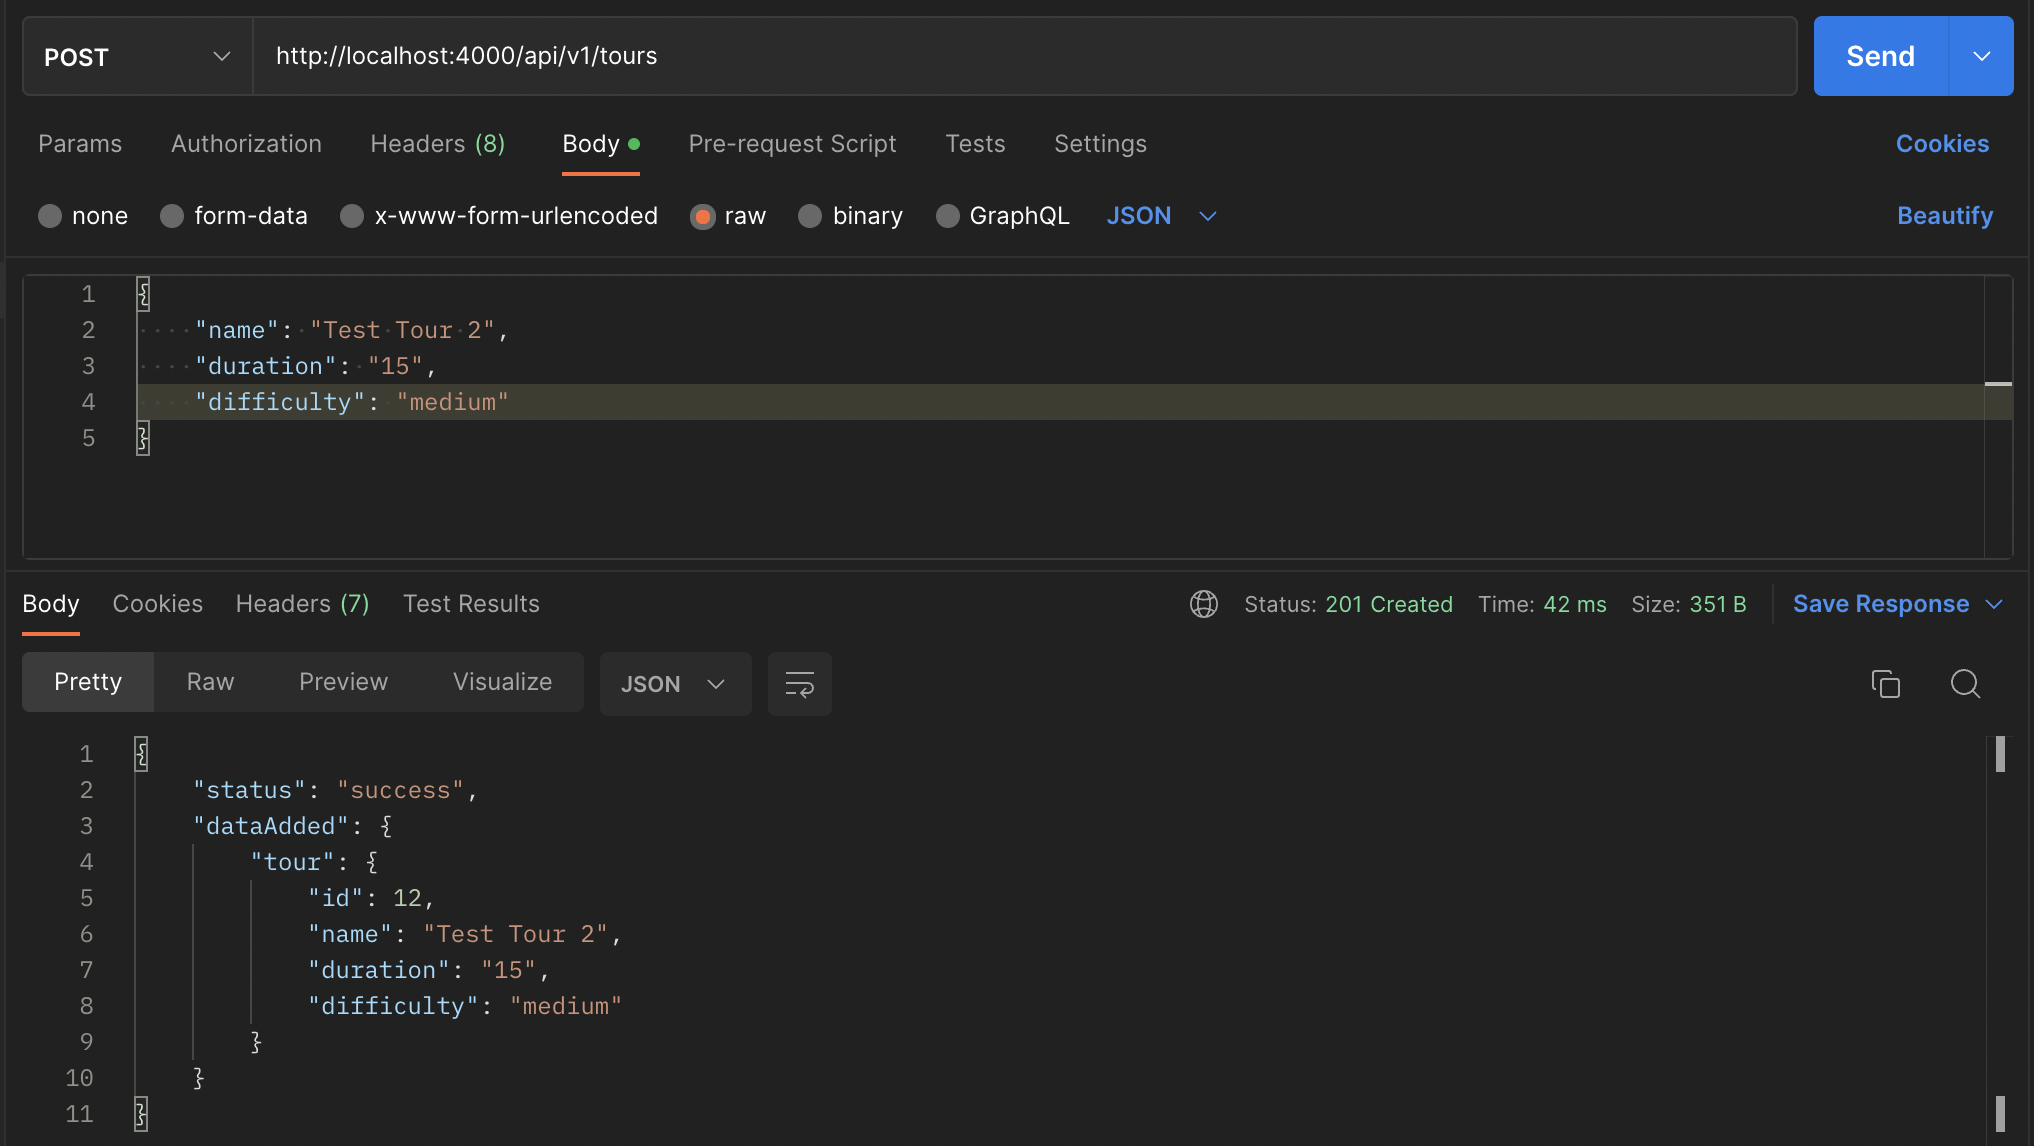 POST http://localhost:4000/api/v1/tours Send
Params Authorization Headers (8) Body Pre-request Script Tests Settings Cookies
none form-data x-www-form-urlencoded raw binary GraphQL JSON Beautify
1 {
2 "name": "Test Tour 2",
3 "duration": "15",
4 "difficulty": "medium"
5 }
Body Cookies Headers (7) Test Results Status: 201 Created Time: 42 ms Size: 351 B Save Response
Pretty Raw Preview Visualize JSON
1 {
2 "status": "success",
3 "dataAdded": {
4 "tour": {
5 "id": 12,
6 "name": "Test Tour 2",
7 "duration": "15",
8 "difficulty": "medium"
9 }
10 }
11 }